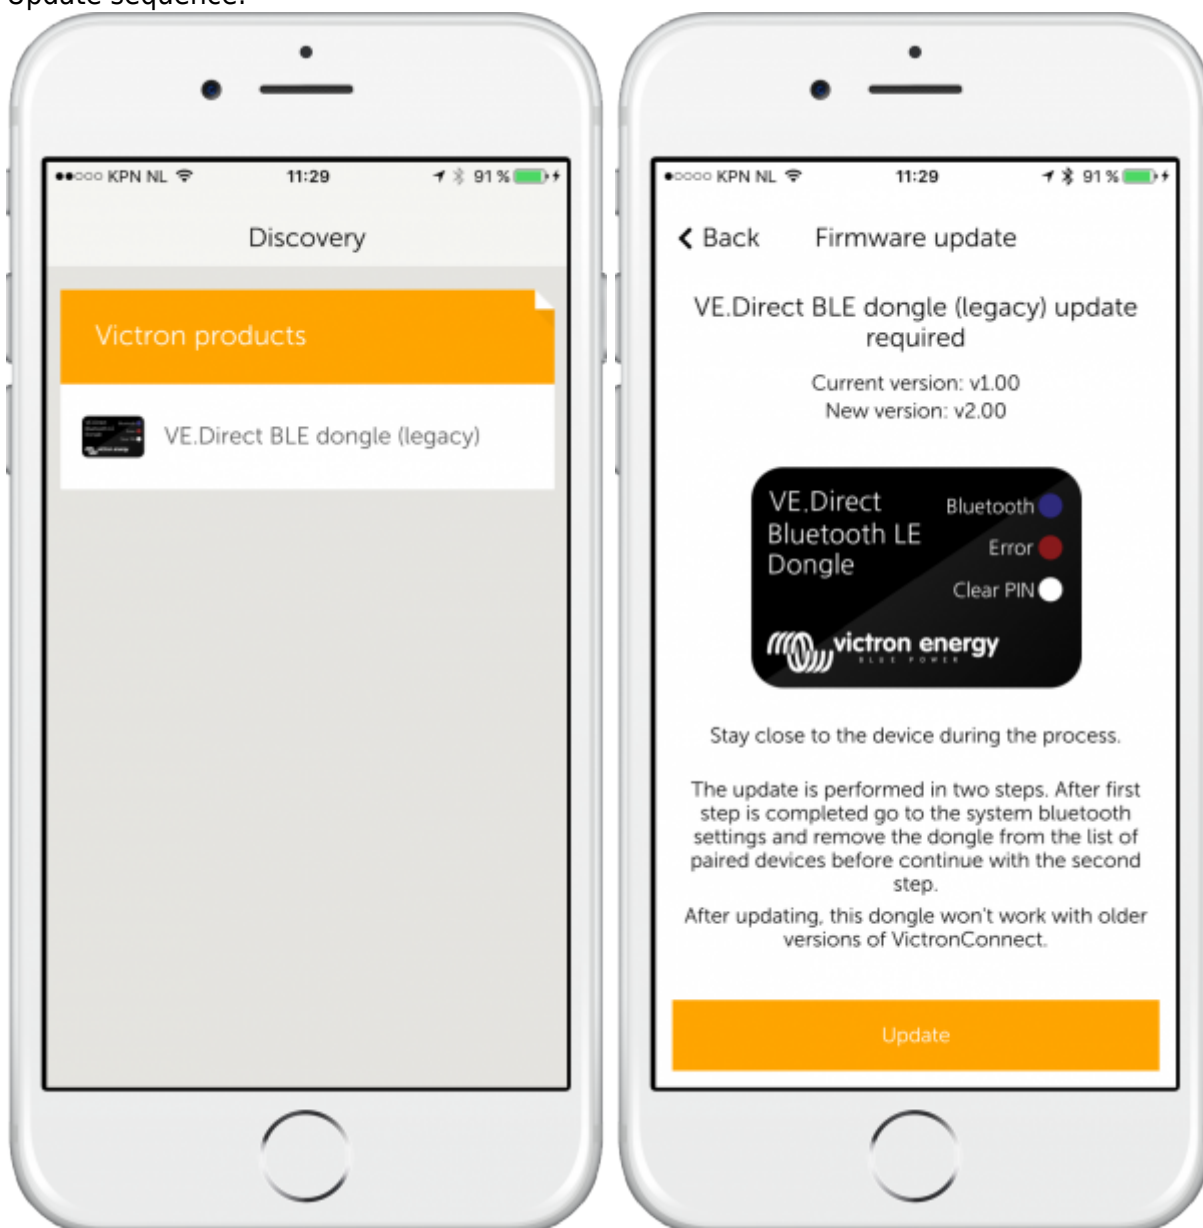 Update sequence:
KPN NL 11:29 91 %
Discovery
Victron products
VE.Direct BLE dongle (legacy)
KPN NL 11:29 91 %
Back Firmware update
VE.Direct BLE dongle (legacy) update
required
Current version: v1.00
New version: v2.00
VE.Direct
Bluetooth LE
Dongle
Bluetooth
Error
Clear PIN
victron energy
BLUE POWER
Stay close to the device during the process.
The update is performed in two steps. After first
step is completed go to the system bluetooth
settings and remove the dongle from the list of
paired devices before continue with the second
step.
After updating, this dongle won't work with older
versions of VictronConnect.
Update